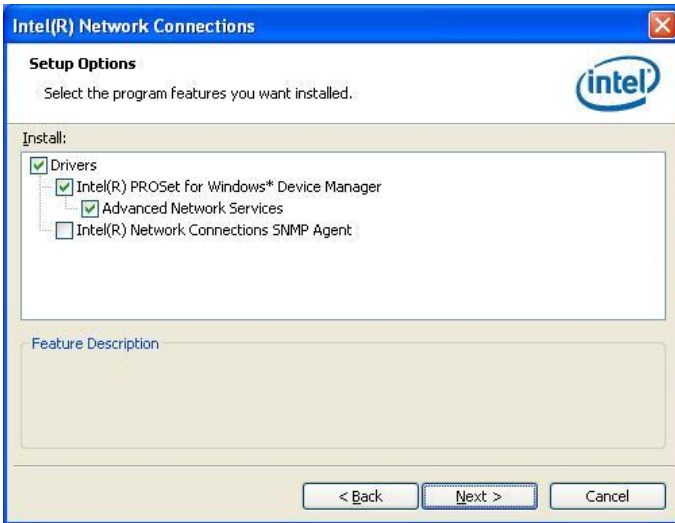 Intel(R) Network Connections
Setup Options
Select the program features you want installed.
intel
Install:
Drivers
Intel(R) PROSet for Windows* Device Manager
Advanced Network Services
Intel(R) Network Connections SNMP Agent
Feature Description
< Back
Next >
Cancel